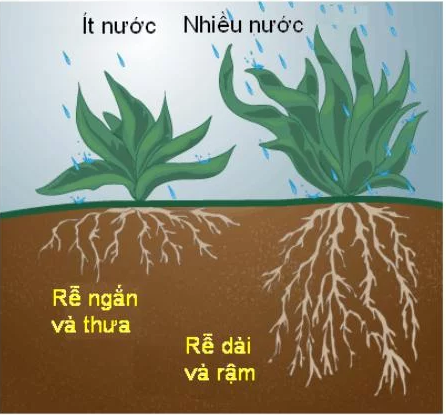 Ít nước
Nhiều nước
Rễ ngắn
và thưa
Rễ dài
và rậm